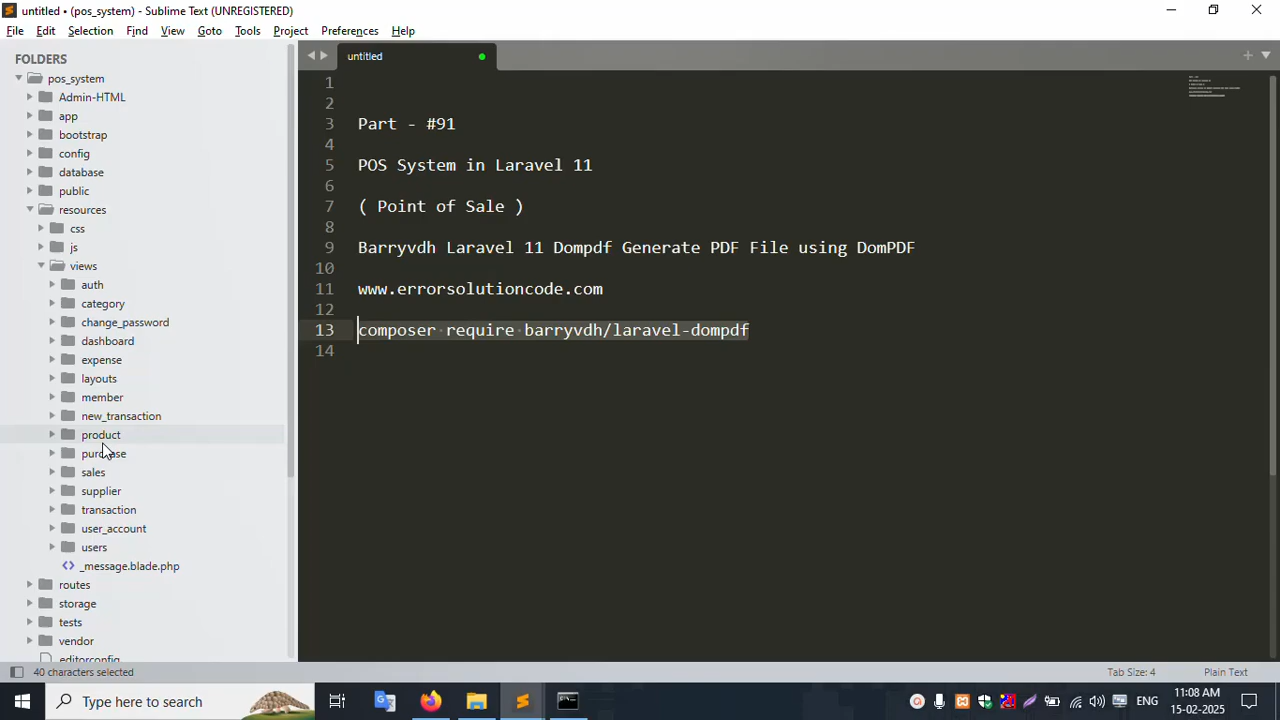 untitled • (pos_system) - Sublime Text (UNREGISTERED)
File Edit Selection Find View Goto Tools Project Preferences Help
FOLDERS
pos_system
Admin-HTML
app
bootstrap
config
database
public
resources
css
js
views
auth
category
change_password
dashboard
expense
layouts
member
new_transaction
product
purchase
sales
supplier
transaction
user_account
users
_message.blade.php
routes
storage
tests
vendor
editorconfig
untitled
1
2
3 Part - #91
4
5 POS System in Laravel 11
6
7 ( Point of Sale )
8
9 Barryvdh Laravel 11 Dompdf Generate PDF File using DomPDF
10
11 www.errorsolutioncode.com
12
13 composer require barryvdh/laravel-dompdf
14
40 characters selected
Tab Size: 4
Plain Text
Type here to search
ENG
11:08 AM
15-02-2025